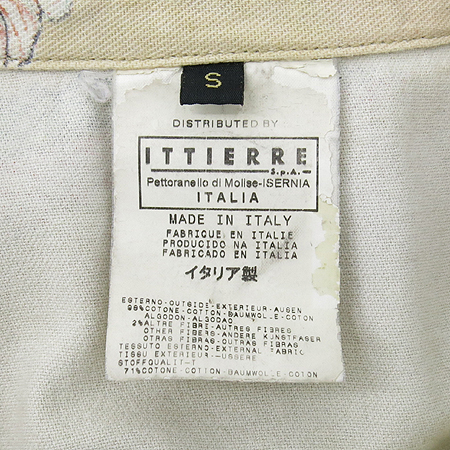 S
DISTRIBUTED BY
ITTIERRE
S.p.A.
Pettoranello di Molise-ISERNIA
ITALIA
MADE IN ITALY
FABRIQUE EN ITALIE
PRODUCIDO NA ITALIA
FABRICADO EN ITALIA
イタリア製
ESTERNO-OUTSIDE-EXTERIEUR-AUSEN
98%COTONE-COTTON-BAUMWOLLE-COTON
ALGODON-ALGODAO
2%ALTRE FIBRE-AUTRES FIBRES
OTHER FIBERS-ANDERE KUNSTFASER
OTRAS FIBRAS-OUTRAS FIBRAS
TESSUTO ESTERNO-EXTERNAL FABRIC
TISSU EXTERIEUR-USSERE
STOFFQUALIT-T
71%COTONE-COTTON-BAUMWOLLE-COTON